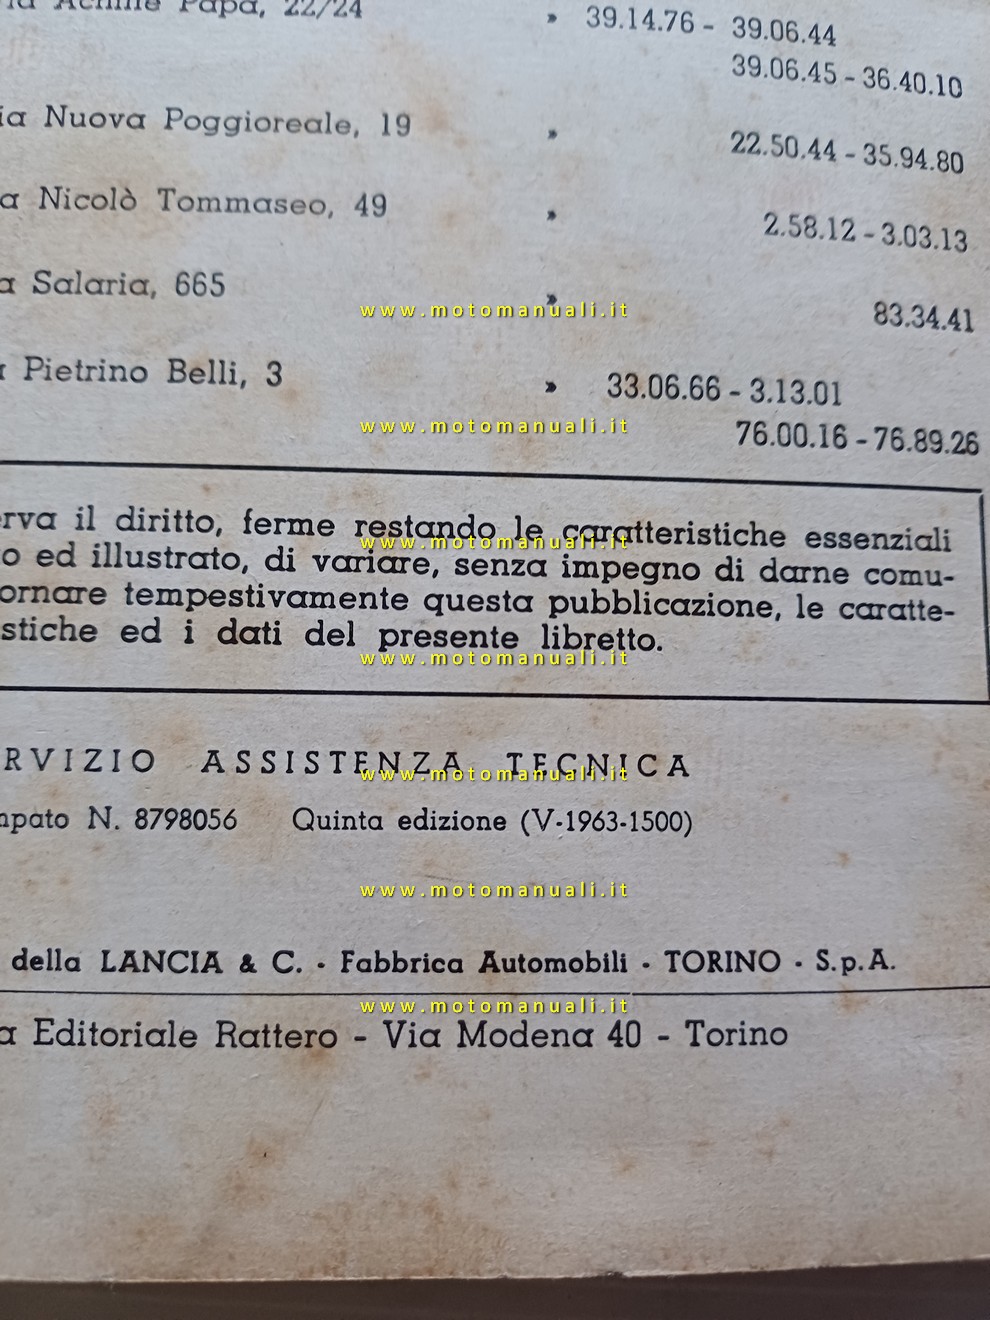 Achille Papa, 22/24 » 39.14.76 - 39.06.44
39.06.45 - 36.40.10
ia Nuova Poggioreale, 19 » 22.50.44 - 35.94.80
a Nicolò Tommaseo, 49 » 2.58.12 - 3.03.13
a Salaria, 665 » 83.34.41
www.motomanuali.it
Pietrino Belli, 3 » 33.06.66 - 3.13.01
www.motomanuali.it
76.00.16 - 76.89.26
rva il diritto, ferme restando le caratteristiche essenziali
www.motomanuali.it
o ed illustrato, di variare, senza impegno di darne comu-
ornare tempestivamente questa pubblicazione, le caratte-
stiche ed i dati del presente libretto.
www.motomanuali.it
RVIZIO ASSISTENZA TECNICA
www.motomanuali.it
mpato N. 8798056 Quinta edizione (V-1963-1500)
www.motomanuali.it
della LANCIA & C. - Fabbrica Automobili - TORINO - S.p.A.
www.motomanuali.it
a Editoriale Rattero - Via Modena 40 - Torino